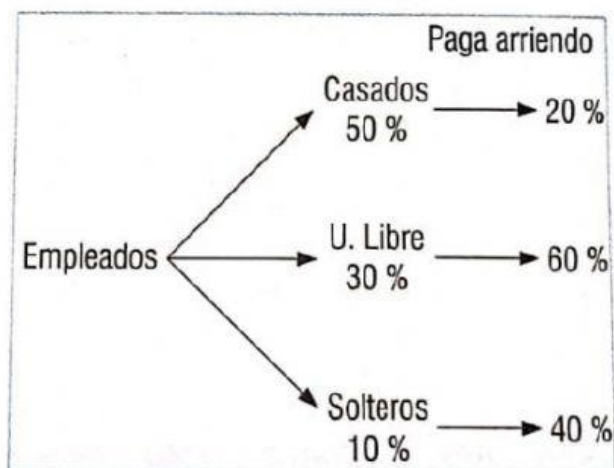 Paga arriendo
Casados
50 %
20 %
Empleados
U. Libre
30 %
60 %
Solteros
10 %
40 %